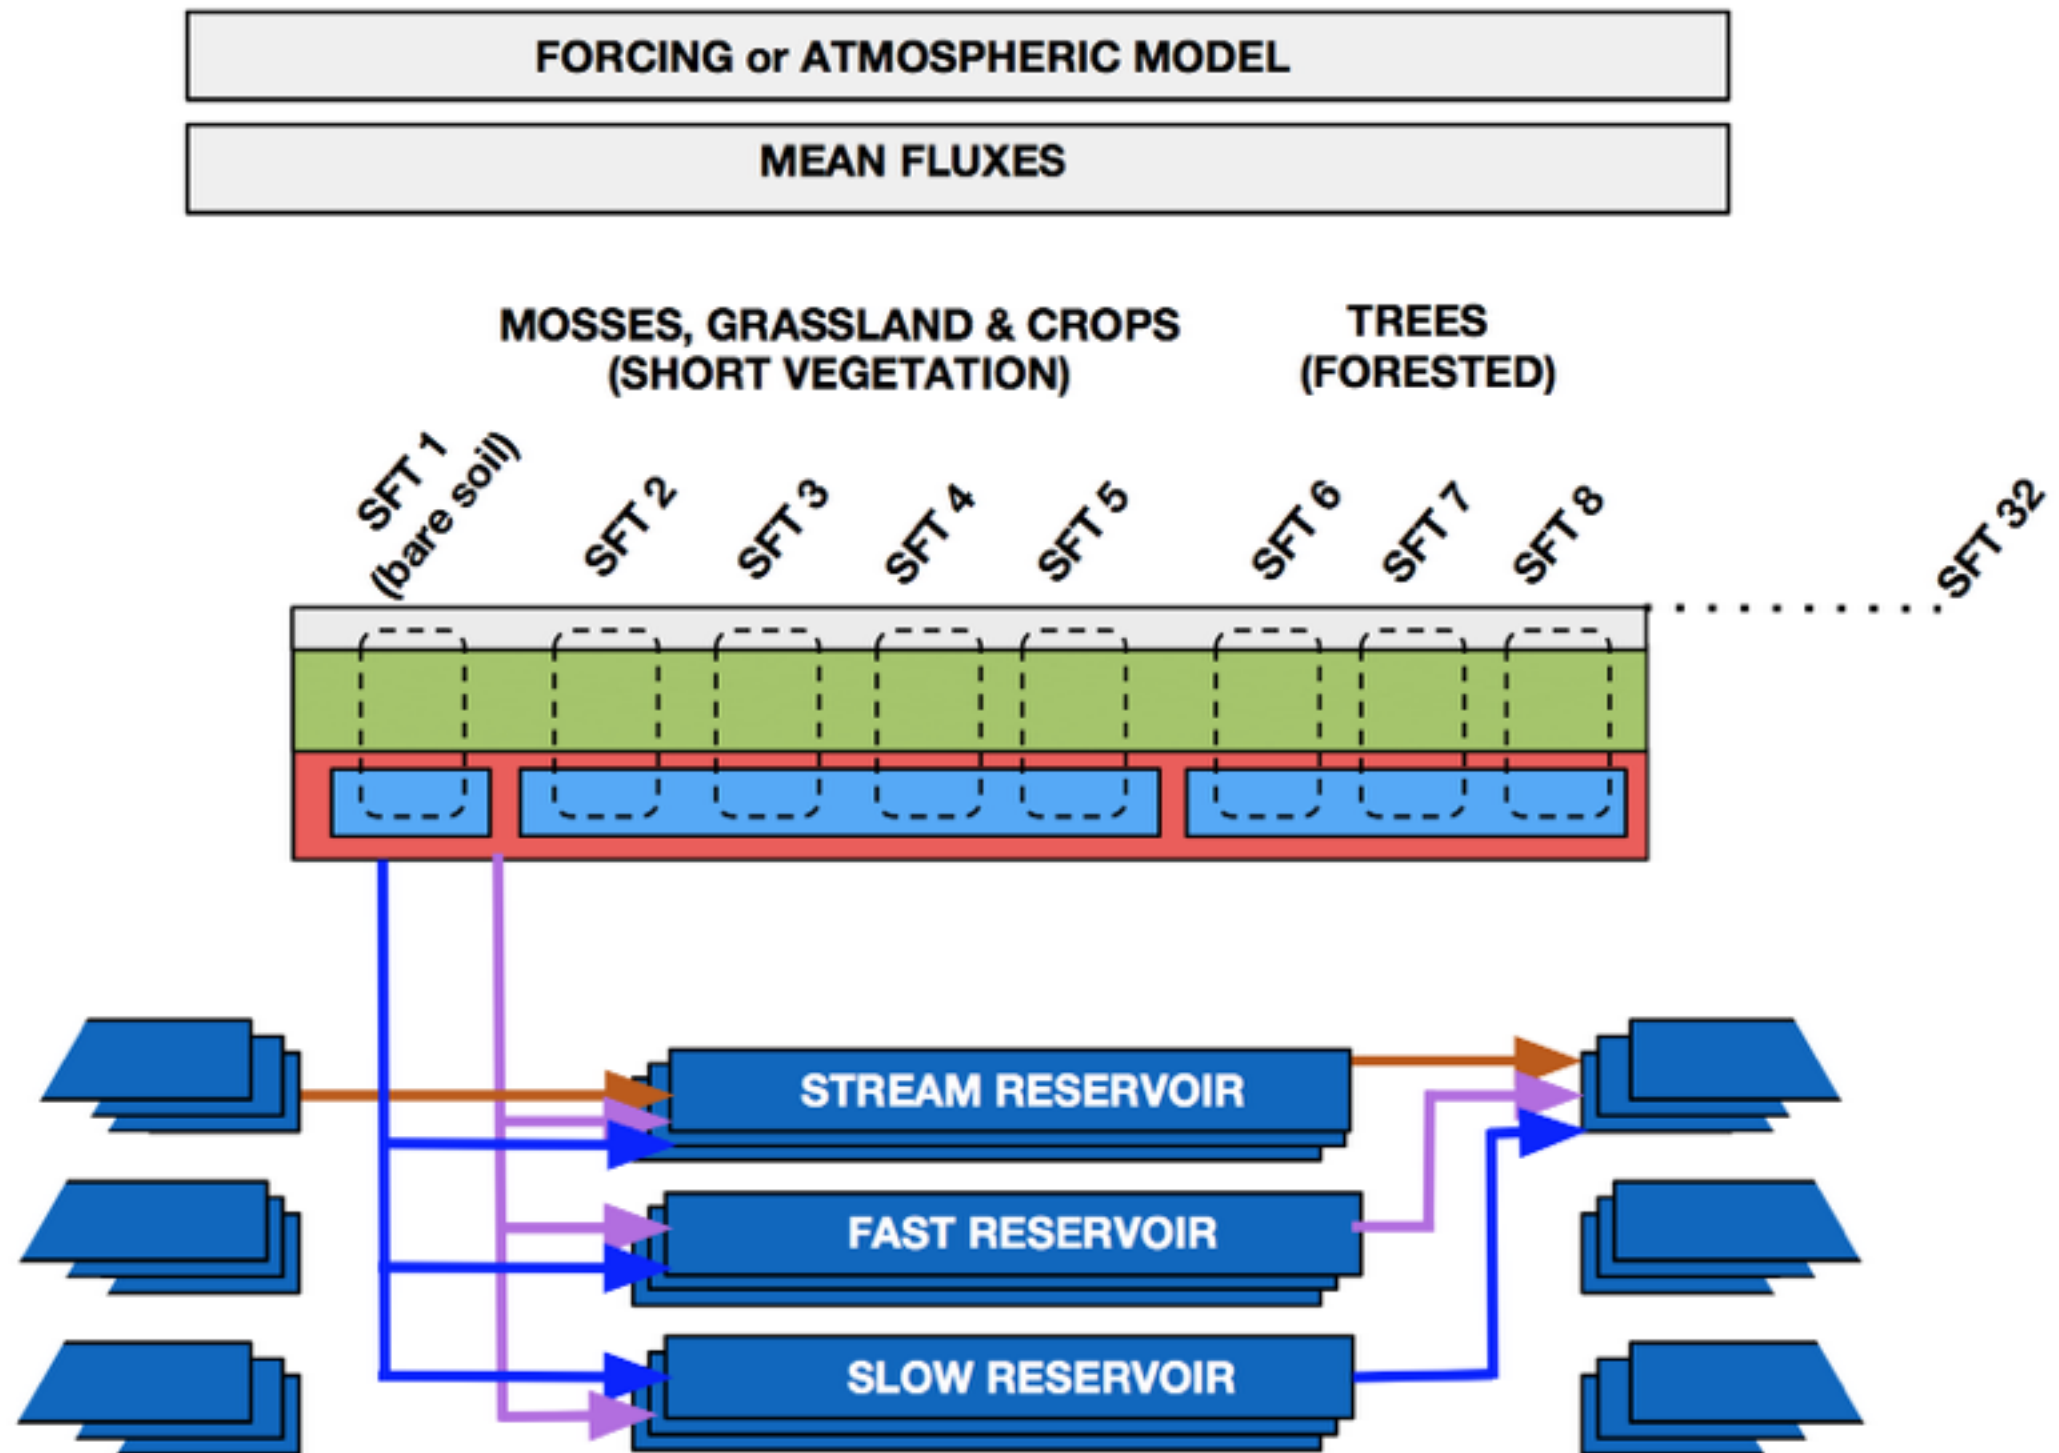 FORCING or ATMOSPHERIC MODEL
MEAN FLUXES
MOSSES, GRASSLAND & CROPS
(SHORT VEGETATION)
TREES
(FORESTED)
SFT 1
(bare soil)
SFT 2
SFT 3
SFT 4
SFT 5
SFT 6
SFT 7
SFT 8
SFT 32
STREAM RESERVOIR
FAST RESERVOIR
SLOW RESERVOIR